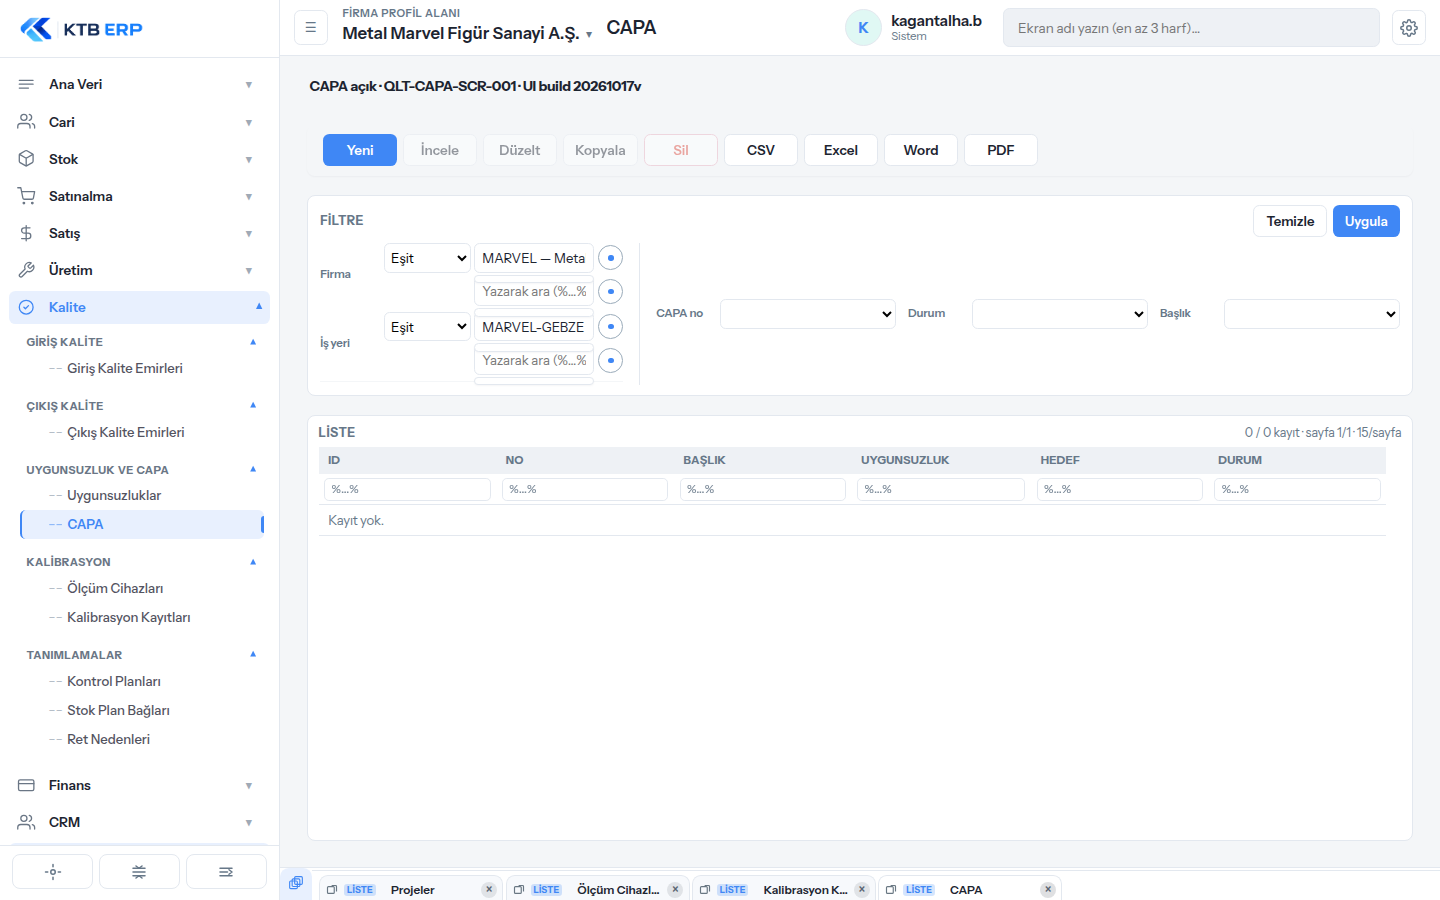 KTB ERP
☰
FİRMA PROFİL ALANI
Metal Marvel Figür Sanayi A.Ş. ▾
CAPA
K
kagantalha.b
Sistem
Ekran adı yazın (en az 3 harf)...
Ana Veri
Cari
Stok
Satınalma
Satış
Üretim
Kalite
GİRİŞ KALİTE
-- Giriş Kalite Emirleri
ÇIKIŞ KALİTE
-- Çıkış Kalite Emirleri
UYGUNSUZLUK VE CAPA
-- Uygunsuzluklar
-- CAPA
KALİBRASYON
-- Ölçüm Cihazları
-- Kalibrasyon Kayıtları
TANIMLAMALAR
-- Kontrol Planları
-- Stok Plan Bağları
-- Ret Nedenleri
Finans
CRM
CAPA açık · QLT-CAPA-SCR-001 · UI build 20261017v
Yeni İncele Düzelt Kopyala Sil CSV Excel Word PDF
FİLTRE
Temizle Uygula
Firma
Eşit
MARVEL — Meta
Yazarak ara (%...%
İş yeri
Eşit
MARVEL-GEBZE
Yazarak ara (%...%
CAPA no
Durum
Başlık
LİSTE
0 / 0 kayıt · sayfa 1/1 · 15/sayfa
ID NO BAŞLIK UYGUNSUZLUK HEDEF DURUM
%...% %...% %...% %...% %...% %...%
Kayıt yok.
LİSTE Projeler ×
LİSTE Ölçüm Cihazl... ×
LİSTE Kalibrasyon K... ×
LİSTE CAPA ×